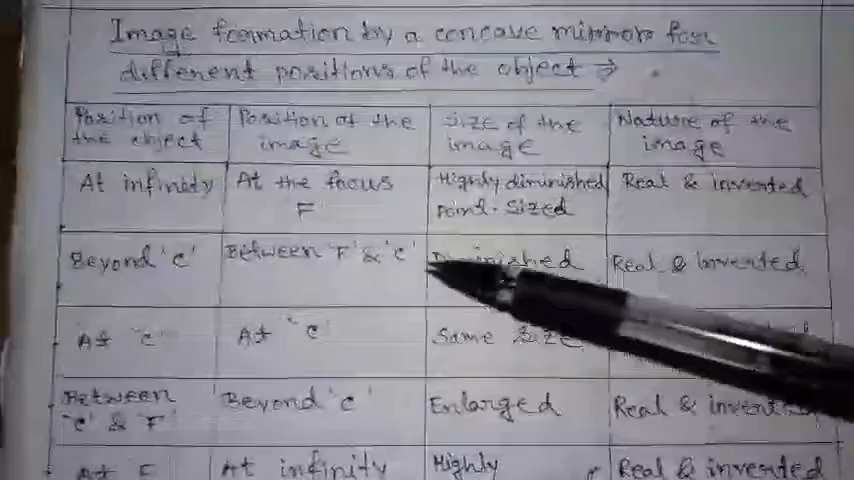 Image formation by a concave mirror for
different positions of the object ⇒
Position of the object | Position of the image | Size of the image | Nature of the image
At infinity | At the focus F | Highly diminished Point-sized | Real & inverted
Beyond 'C' | Between 'F' & 'C' | Diminished | Real & inverted
At 'C' | At 'C' | Same size
Between 'C' & 'F' | Beyond 'C' | Enlarged | Real & inverted
At F | At infinity | Highly | Real & inverted